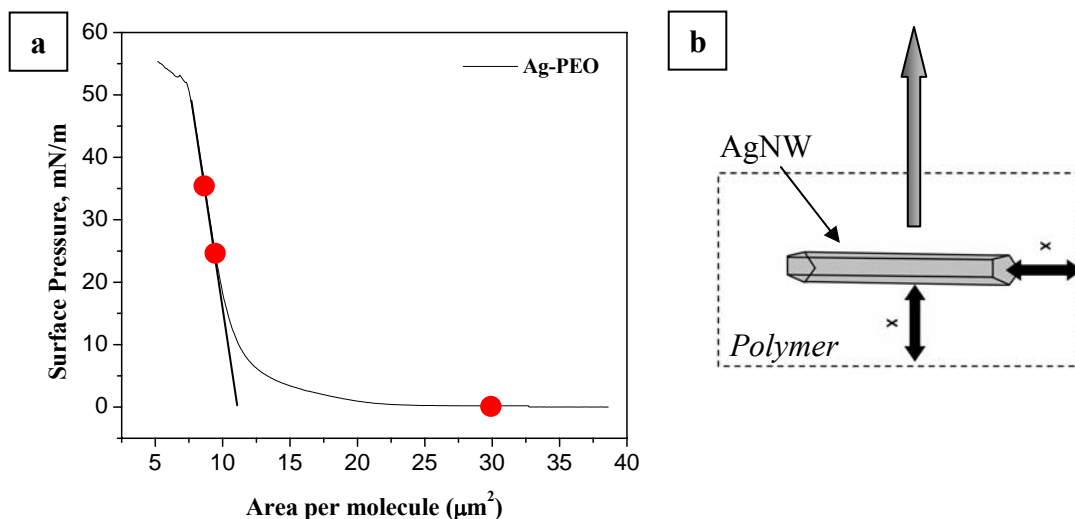 a
60
50
40
30
20
10
0
Surface Pressure, mN/m
Ag-PEO
5 10 15 20 25 30 35 40
Area per molecule (μm²)
b
AgNW
x
x
Polymer